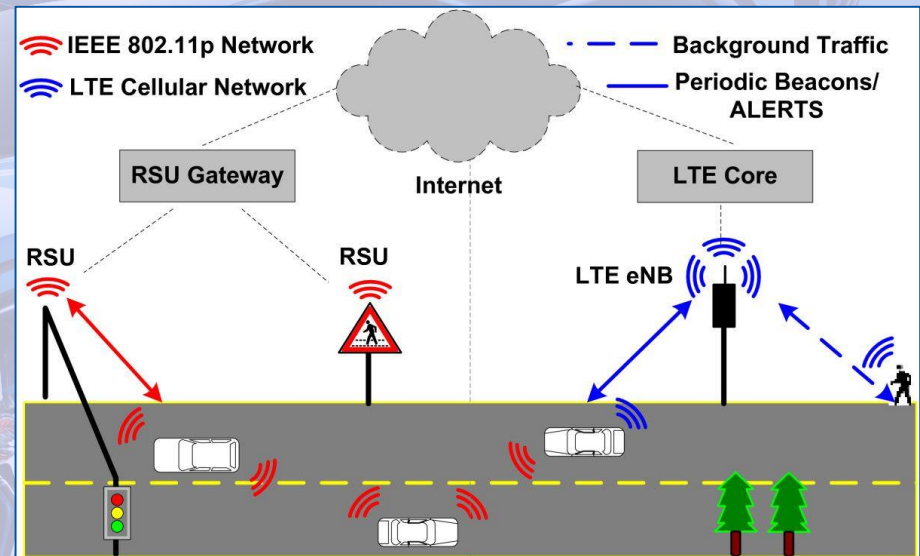 IEEE 802.11p Network
LTE Cellular Network
Background Traffic
Periodic Beacons/
ALERTS
RSU Gateway
Internet
LTE Core
RSU
RSU
LTE eNB